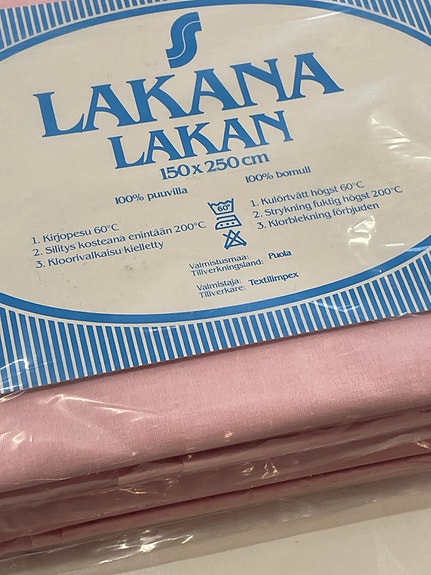 LAKANA
LAKAN
150 x 250 cm
100% puuvilla
100% bomull
1. Kirjopesu 60°C
2. Silitys kosteana enintään 200°C
3. Kloorivalkaisu kielletty
60°
1. Kulörtvätt högst 60°C
2. Strykning fuktig högst 200°C
3. Klorblekning förbjuden
Valmistusmaa: Puola
Tillverkningsland:
Valmistaja: Textilimpex
Tillverkare: